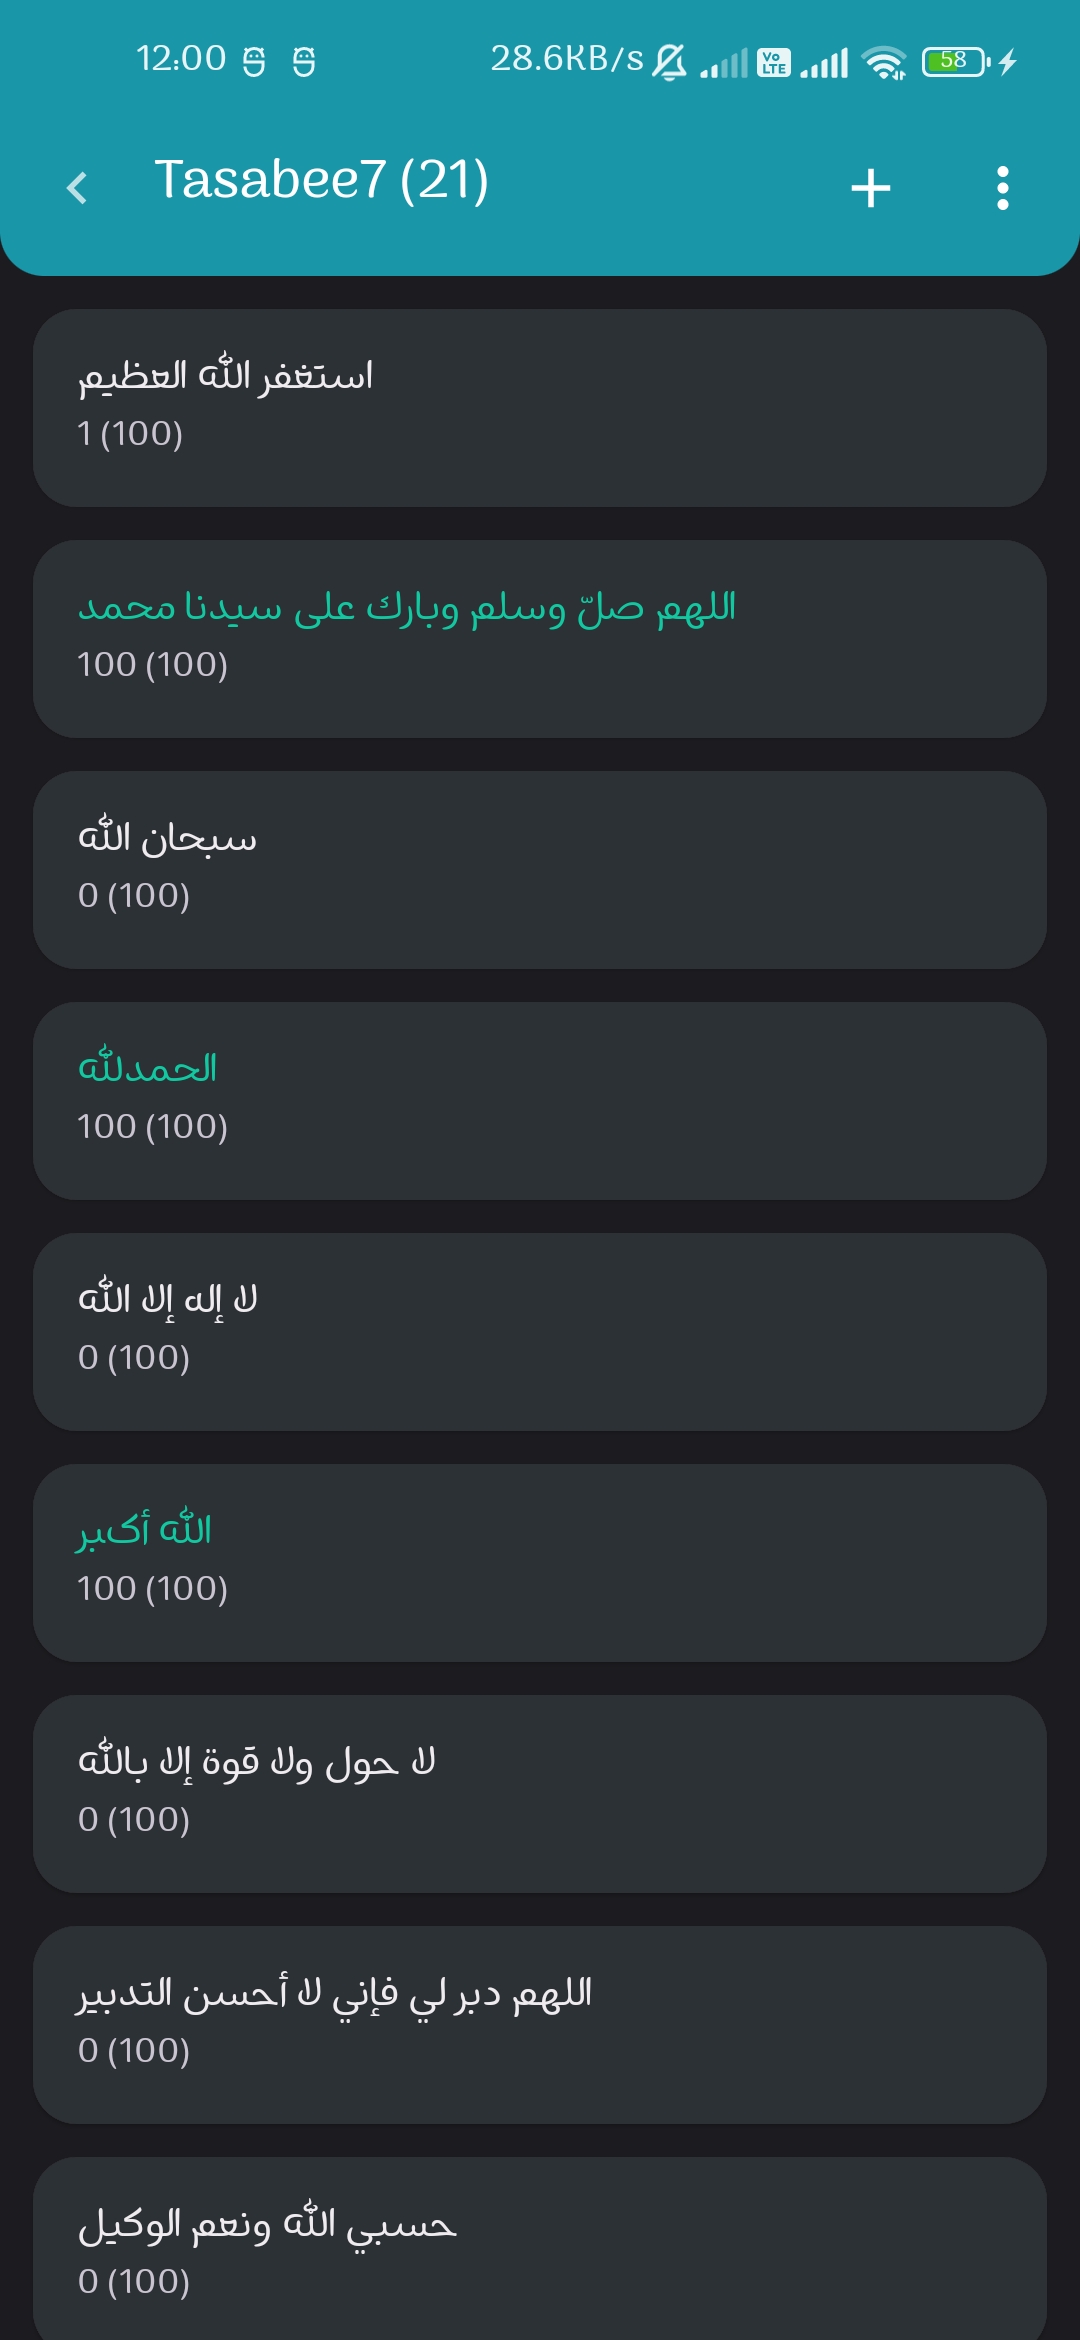 12:00 28.6KB/s Vo LTE 58
Tasabee7 (21)
استغفر الله العظيم
1 (100)
اللهم صلّ وسلم وبارك على سيدنا محمد
100 (100)
سبحان الله
0 (100)
الحمدلله
100 (100)
لا إله إلا الله
0 (100)
الله أكبر
100 (100)
لا حول ولا قوة إلا بالله
0 (100)
اللهم دبر لي فإني لا أحسن التدبير
0 (100)
حسبي الله ونعم الوكيل
0 (100)